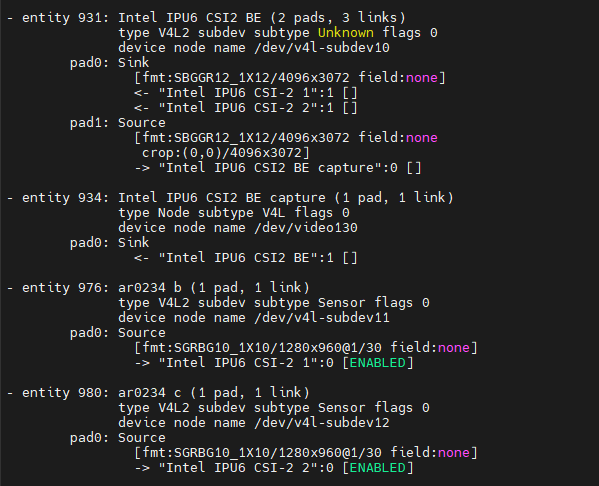 - entity 931: Intel IPU6 CSI2 BE (2 pads, 3 links)
type V4L2 subdev subtype Unknown flags 0
device node name /dev/v4l-subdev10
pad0: Sink
[fmt:SBGGR12_1X12/4096x3072 field:none]
<- "Intel IPU6 CSI-2 1":1 []
<- "Intel IPU6 CSI-2 2":1 []
pad1: Source
[fmt:SBGGR12_1X12/4096x3072 field:none
crop:(0,0)/4096x3072]
-> "Intel IPU6 CSI2 BE capture":0 []
- entity 934: Intel IPU6 CSI2 BE capture (1 pad, 1 link)
type Node subtype V4L flags 0
device node name /dev/video130
pad0: Sink
<- "Intel IPU6 CSI2 BE":1 []
- entity 976: ar0234 b (1 pad, 1 link)
type V4L2 subdev subtype Sensor flags 0
device node name /dev/v4l-subdev11
pad0: Source
[fmt:SGRBG10_1X10/1280x960@1/30 field:none]
-> "Intel IPU6 CSI-2 1":0 [ENABLED]
- entity 980: ar0234 c (1 pad, 1 link)
type V4L2 subdev subtype Sensor flags 0
device node name /dev/v4l-subdev12
pad0: Source
[fmt:SGRBG10_1X10/1280x960@1/30 field:none]
-> "Intel IPU6 CSI-2 2":0 [ENABLED]